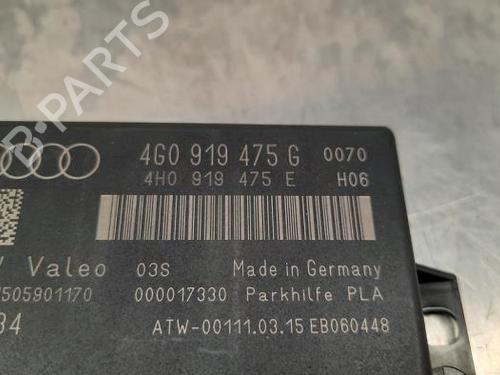 B-PARTS
4G0 919 475 G 0070
4H0 919 475 E H06
Valeo 03S Made in Germany
505901170 000017330 Parkhilfe PLA
34 ATW-00111.03.15 EB060448